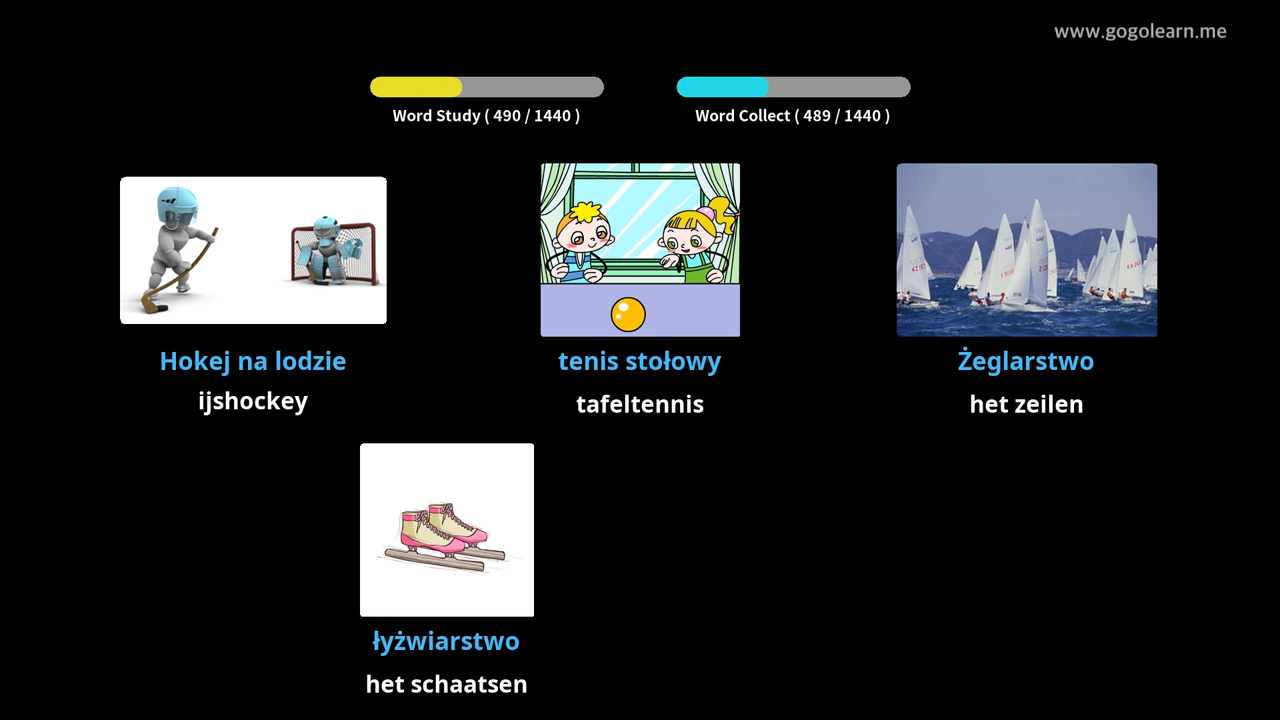 www.gogolearn.me
Word Study ( 490 / 1440 )
Word Collect ( 489 / 1440 )
Hokej na lodzie
ijshockey
tenis stołowy
tafeltennis
Żeglarstwo
het zeilen
łyżwiarstwo
het schaatsen